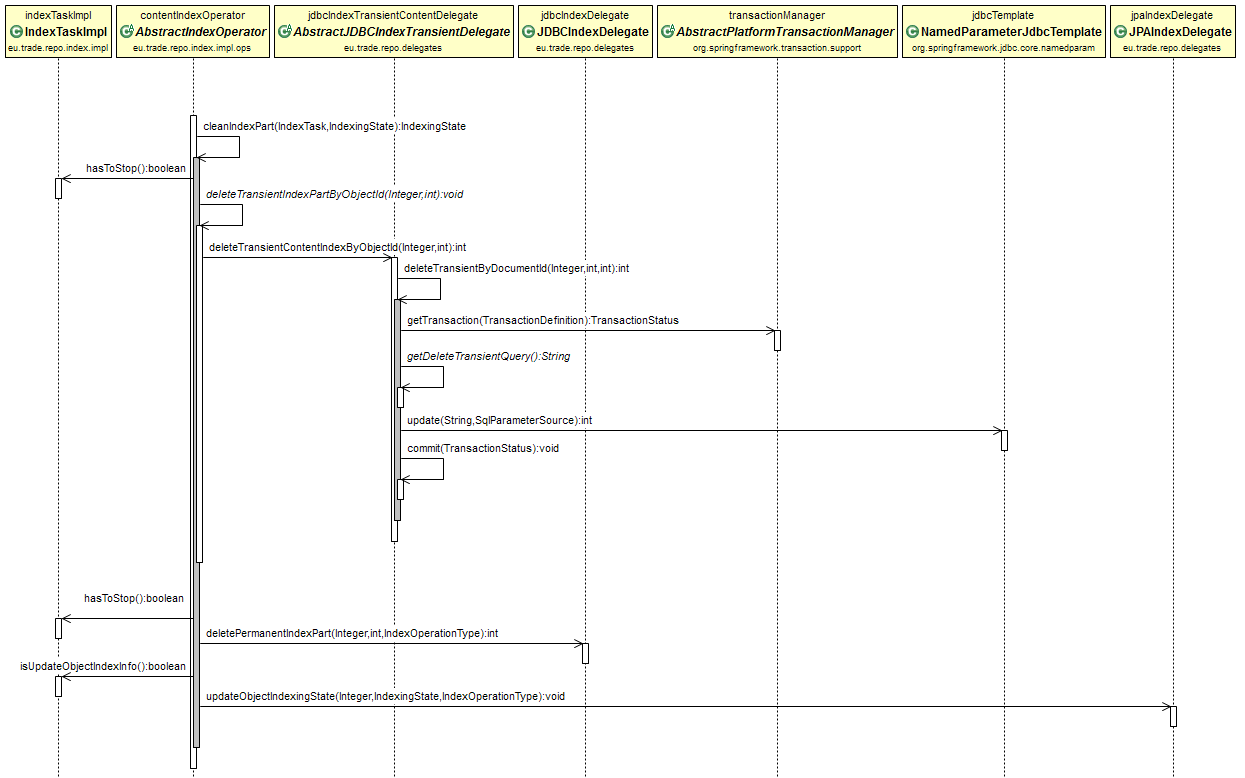 indexTaskImpl
IndexTaskImpl
eu.trade.repo.index.impl
contentIndexOperator
AbstractIndexOperator
eu.trade.repo.index.impl.ops
jdbcIndexTransientContentDelegate
AbstractJDBCIndexTransientDelegate
eu.trade.repo.delegates
jdbcIndexDelegate
JDBCIndexDelegate
eu.trade.repo.delegates
transactionManager
AbstractPlatformTransactionManager
org.springframework.transaction.support
jdbcTemplate
NamedParameterJdbcTemplate
org.springframework.jdbc.core.namedparam
jpaIndexDelegate
JPAIndexDelegate
eu.trade.repo.delegates
cleanIndexPart(IndexTask,IndexingState):IndexingState
hasToStop():boolean
deleteTransientIndexPartByObjectId(Integer,int):void
deleteTransientContentIndexByObjectId(Integer,int):int
deleteTransientByDocumentId(Integer,int,int):int
getTransaction(TransactionDefinition):TransactionStatus
getDeleteTransientQuery():String
update(String,SqlParameterSource):int
commit(TransactionStatus):void
hasToStop():boolean
deletePermanentIndexPart(Integer,int,IndexOperationType):int
isUpdateObjectIndexInfo():boolean
updateObjectIndexingState(Integer,IndexingState,IndexOperationType):void